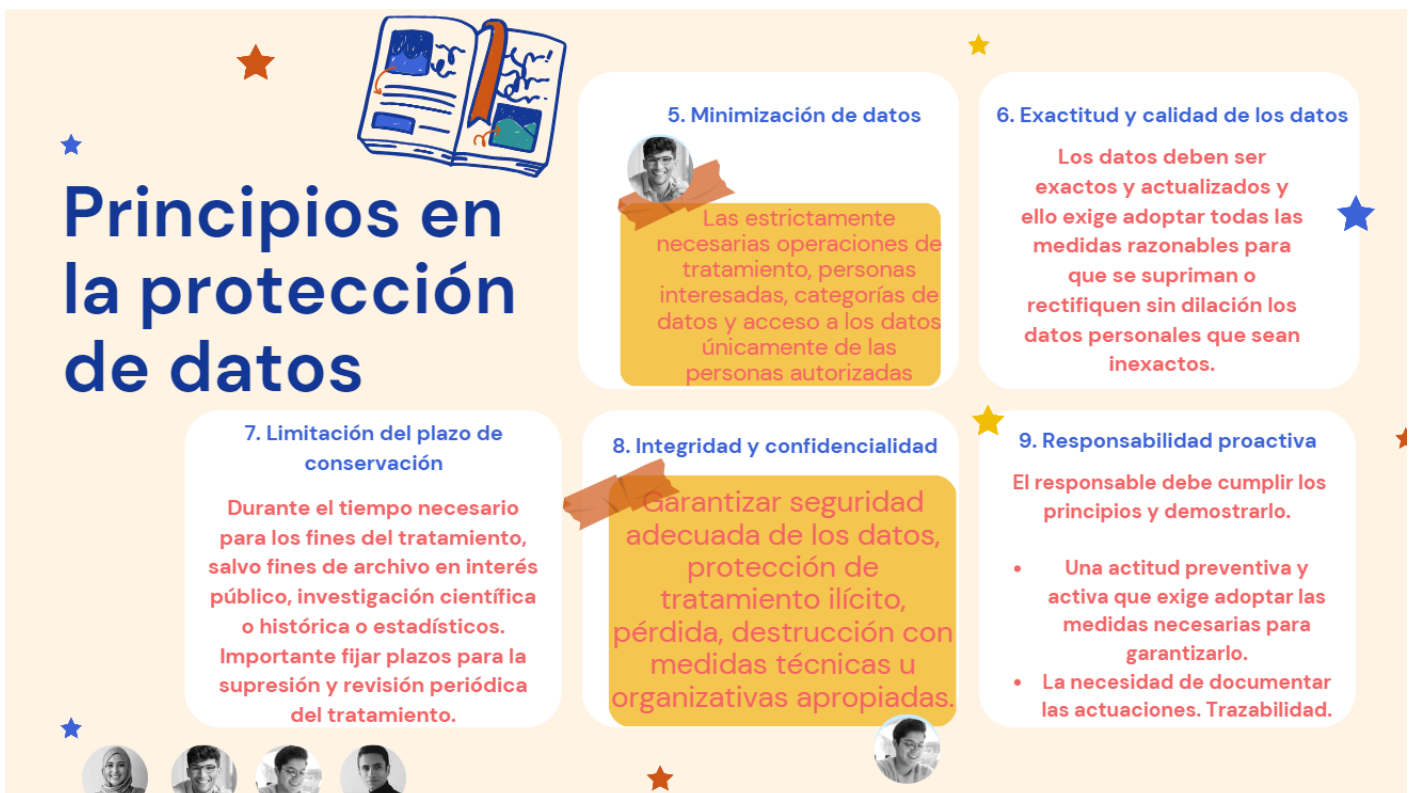 Principios en
la protección
de datos
5. Minimización de datos
Las estrictamente
necesarias operaciones de
tratamiento, personas
interesadas, categorías de
datos y acceso a los datos
únicamente de las
personas autorizadas
6. Exactitud y calidad de los datos
Los datos deben ser
exactos y actualizados y
ello exige adoptar todas las
medidas razonables para
que se supriman o
rectifiquen sin dilación los
datos personales que sean
inexactos.
7. Limitación del plazo de
conservación
Durante el tiempo necesario
para los fines del tratamiento,
salvo fines de archivo en interés
público, investigación científica
o histórica o estadísticos.
Importante fijar plazos para la
supresión y revisión periódica
del tratamiento.
8. Integridad y confidencialidad
Garantizar seguridad
adecuada de los datos,
protección de
tratamiento ilícito,
pérdida, destrucción con
medidas técnicas u
organizativas apropiadas.
9. Responsabilidad proactiva
El responsable debe cumplir los
principios y demostrarlo.
• Una actitud preventiva y
activa que exige adoptar las
medidas necesarias para
garantizarlo.
• La necesidad de documentar
las actuaciones. Trazabilidad.